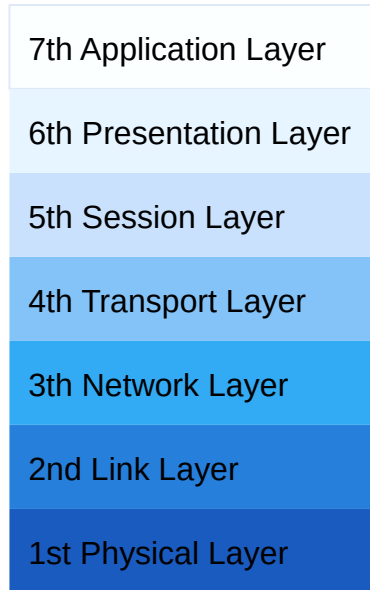 7th Application Layer
6th Presentation Layer
5th Session Layer
4th Transport Layer
3th Network Layer
2nd Link Layer
1st Physical Layer